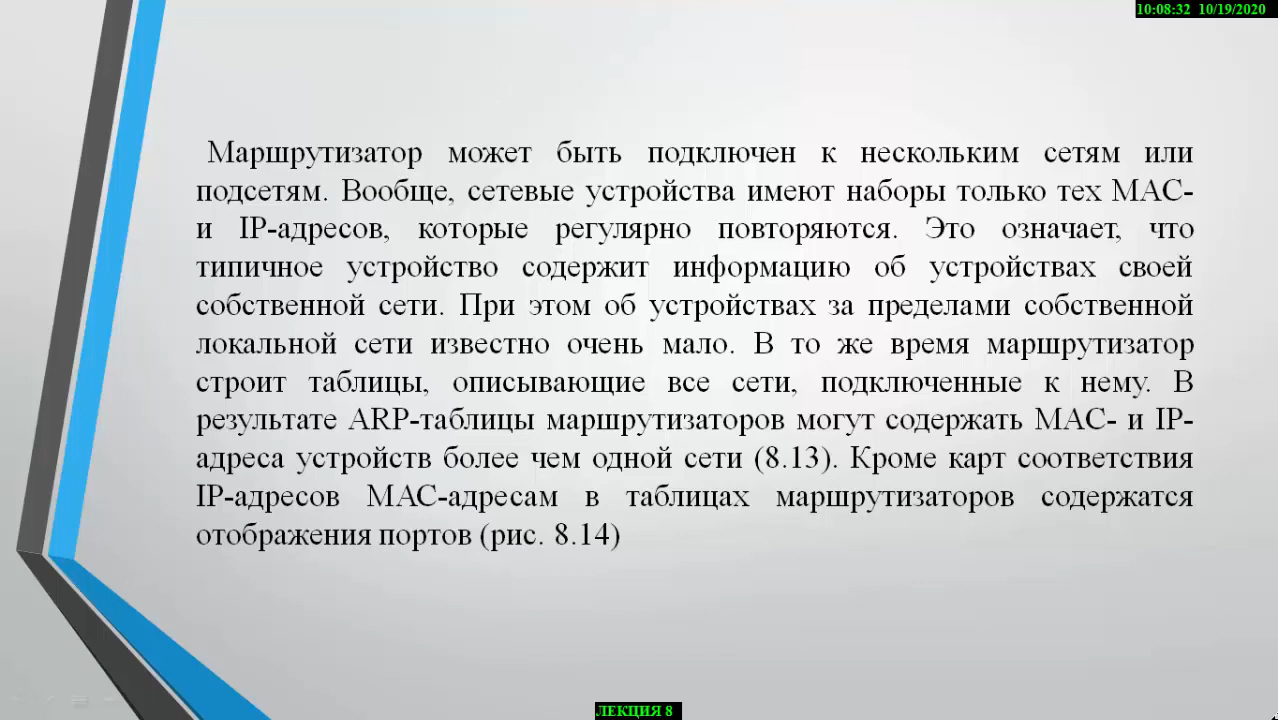 10:08:32 10/19/2020
Маршрутизатор может быть подключен к нескольким сетям или
подсетям. Вообще, сетевые устройства имеют наборы только тех MAC-
и IP-адресов, которые регулярно повторяются. Это означает, что
типичное устройство содержит информацию об устройствах своей
собственной сети. При этом об устройствах за пределами собственной
локальной сети известно очень мало. В то же время маршрутизатор
строит таблицы, описывающие все сети, подключенные к нему. В
результате ARP-таблицы маршрутизаторов могут содержать MAC- и IP-
адреса устройств более чем одной сети (8.13). Кроме карт соответствия
IP-адресов MAC-адресам в таблицах маршрутизаторов содержатся
отображения портов (рис. 8.14)
ЛЕКЦИЯ 8